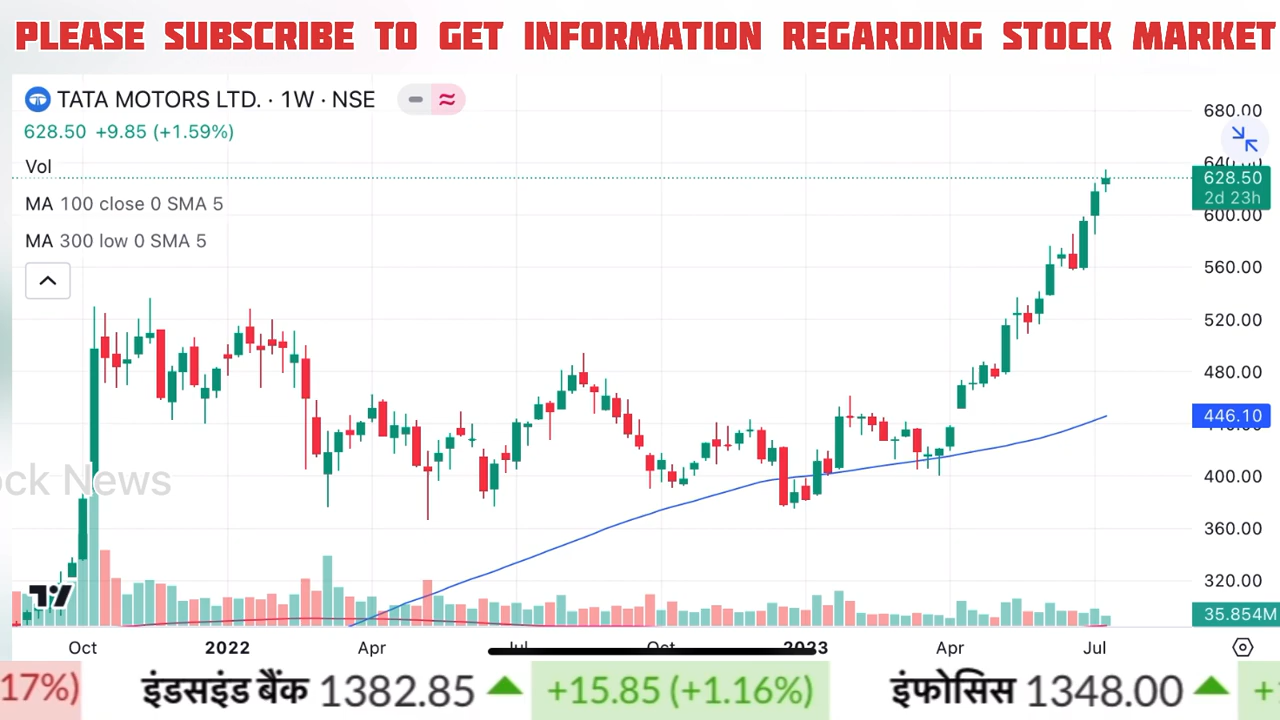 PLEASE SUBSCRIBE TO GET INFORMATION REGARDING STOCK MARKET
TATA MOTORS LTD. · 1W · NSE
628.50 +9.85 (+1.59%)
Vol
MA 100 close 0 SMA 5
MA 300 low 0 SMA 5
680.00
628.50
2d 23h
600.00
560.00
520.00
480.00
446.10
400.00
360.00
320.00
35.854M
ock News
Oct 2022 Apr 2023 Apr Jul
17%) इंडसइंड बैंक 1382.85 +15.85 (+1.16%) इंफोसिस 1348.00